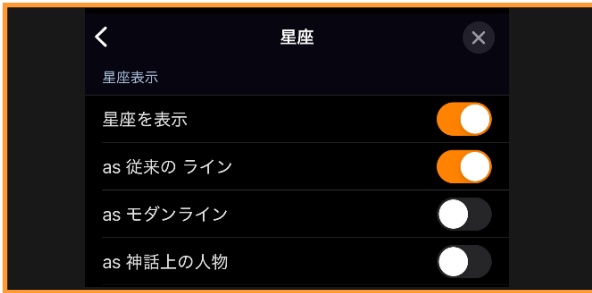 星座
星座表示
星座を表示
as 従来の ライン
as モダンライン
as 神話上の人物